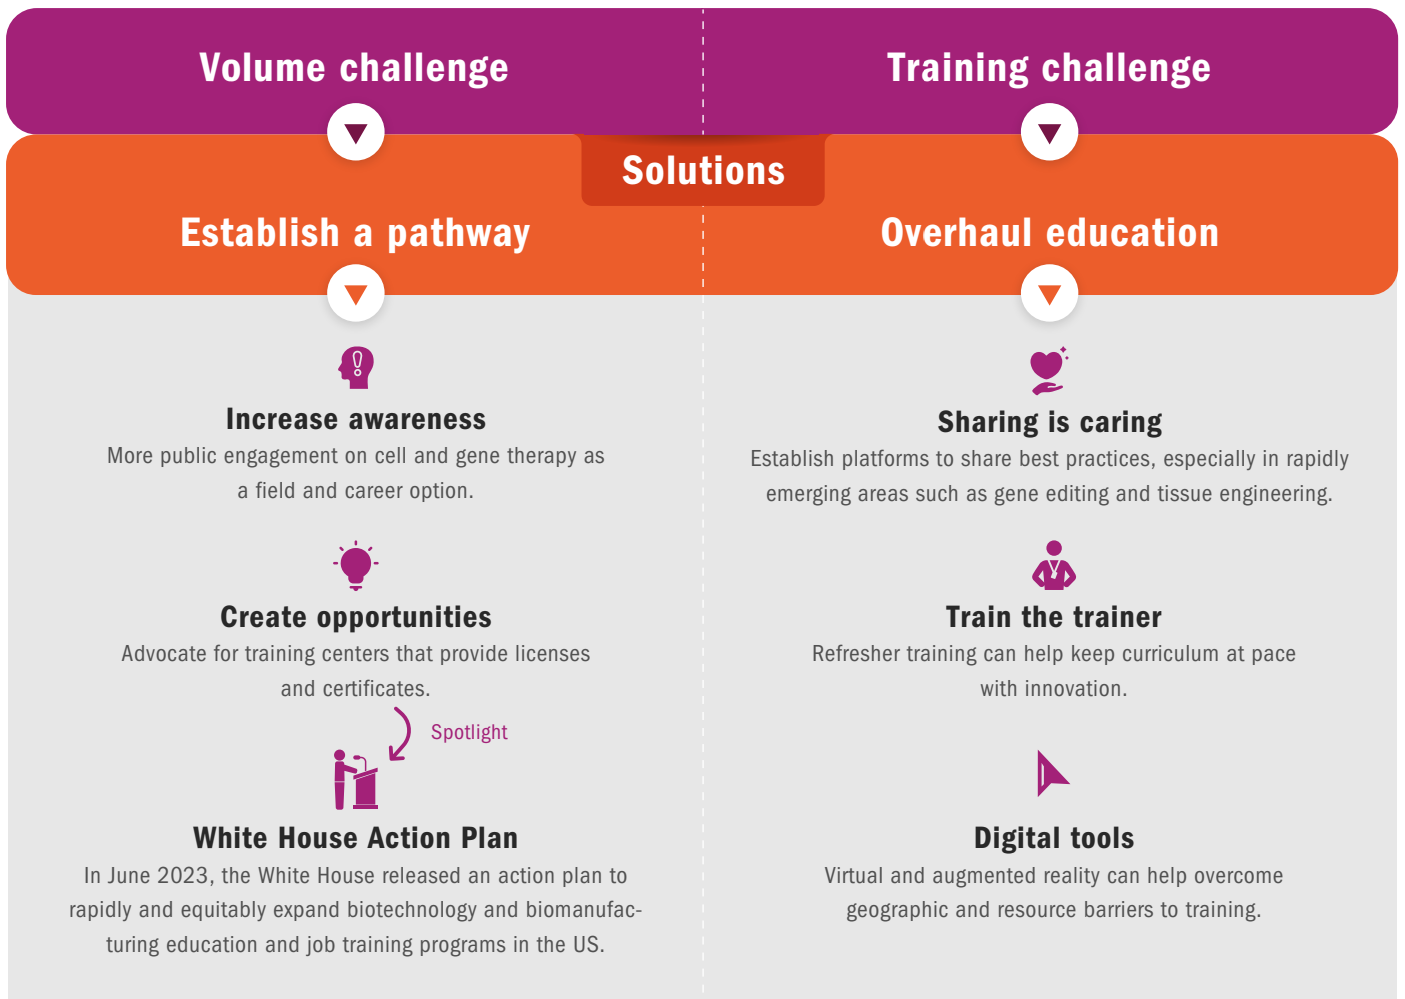 Volume challenge
Training challenge
Solutions
Establish a pathway
Overhaul education
Increase awareness
More public engagement on cell and gene therapy as
a field and career option.
Create opportunities
Advocate for training centers that provide licenses
and certificates.
Spotlight
White House Action Plan
In June 2023, the White House released an action plan to
rapidly and equitably expand biotechnology and biomanufac-
turing education and job training programs in the US.
Sharing is caring
Establish platforms to share best practices, especially in rapidly
emerging areas such as gene editing and tissue engineering.
Train the trainer
Refresher training can help keep curriculum at pace
with innovation.
Digital tools
Virtual and augmented reality can help overcome
geographic and resource barriers to training.